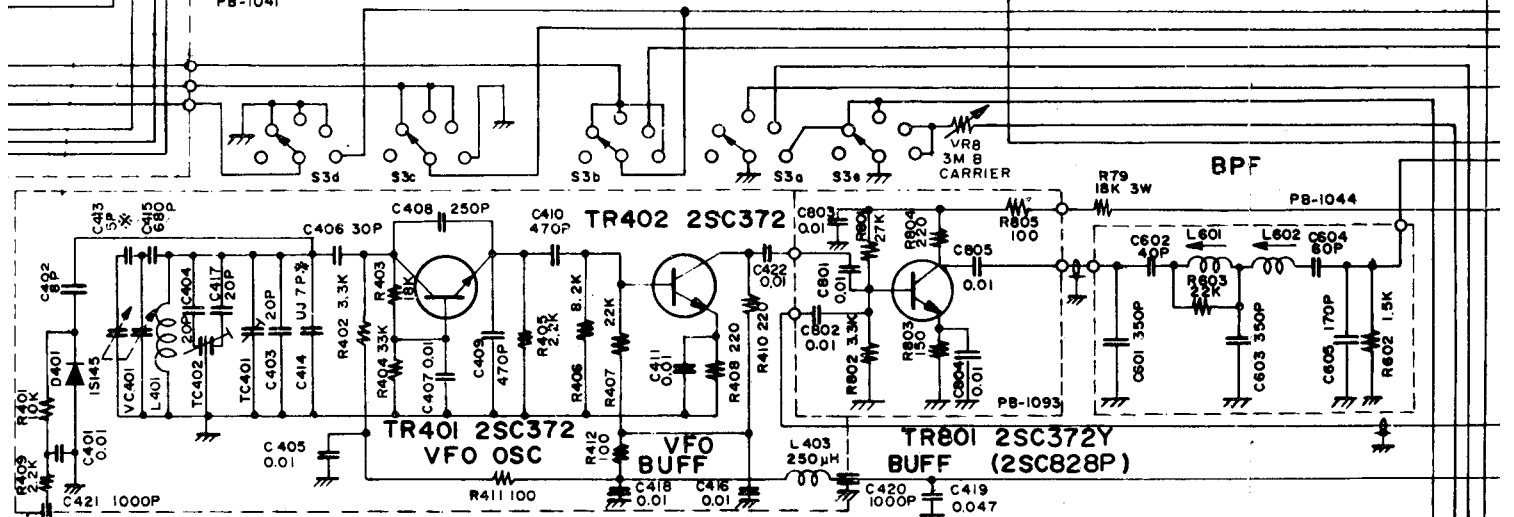 PB-1041
S3d
S3c
S3b
S3a
S3e
VR8
3M B
CARRIER
BPF
R79
18K 3W
PB-1044
C413
5P ※
C415
680P
C406 30P
C408 250P
C410
470P
TR402 2SC372
C803
0.01
R801
27K
R804
220
R805
100
C805
0.01
C422
0.01
C801
0.01
C802
0.01
R802 3.3K
R803
150
C804
0.01
PB-1093
C602
40P
L601
L602
C604
60P
R603
22K
C601 350P
C603 350P
C605 170P
R602 1.5K
C402
8P
D401
1S145
R401
10K
C401
0.01
R409
2.2K
C421 1000P
VC401
L401
C404
20P
C417
20P
TC402
TC401
C403
20P
C414
UJ 7P※
R402 3.3K
R403
18K
R404 33K
C407 0.01
C409
470P
R405
2.2K
R406
8.2K
R407
22K
C411
0.01
R408 220
R410 220
C405
0.01
TR401 2SC372
VFO OSC
R412
100
VFO
BUFF
L403
250μH
TR801 2SC372Y
BUFF (2SC828P)
R411 100
C418
0.01
C416
0.01
C420
1000P
C419
0.047